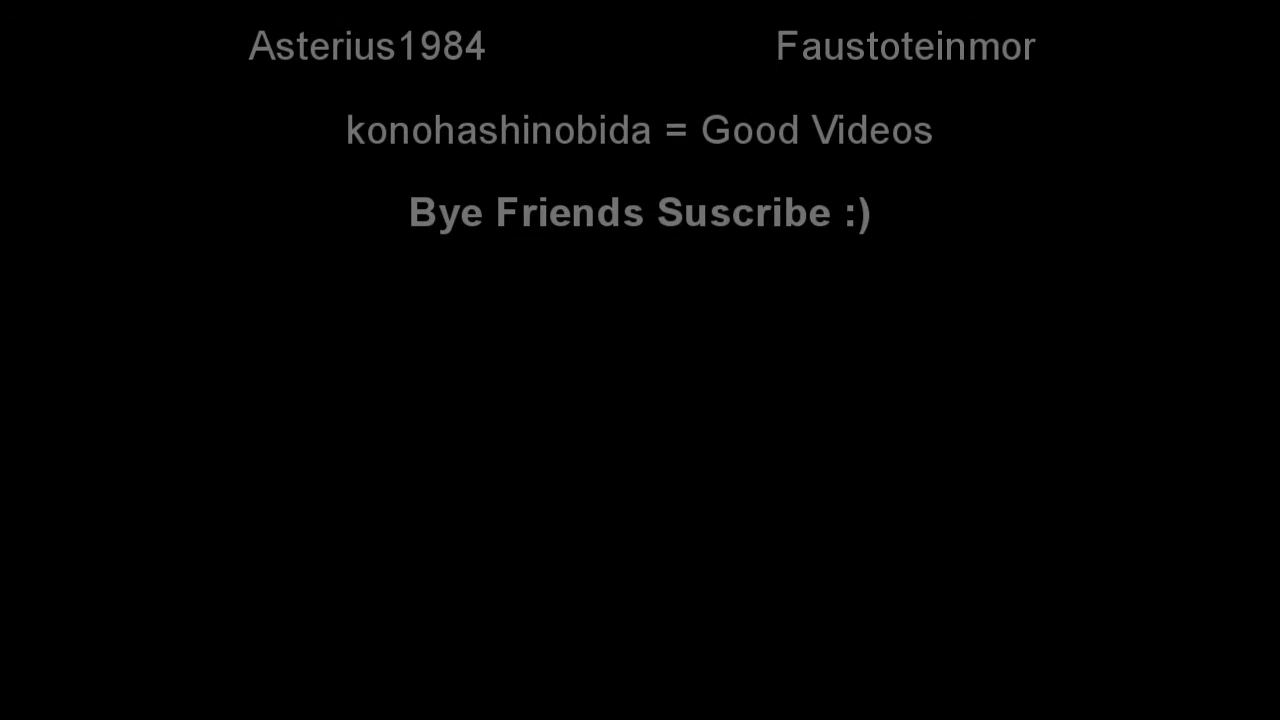 Asterius1984 Faustoteinmor
konohashinobida = Good Videos
Bye Friends Suscribe :)